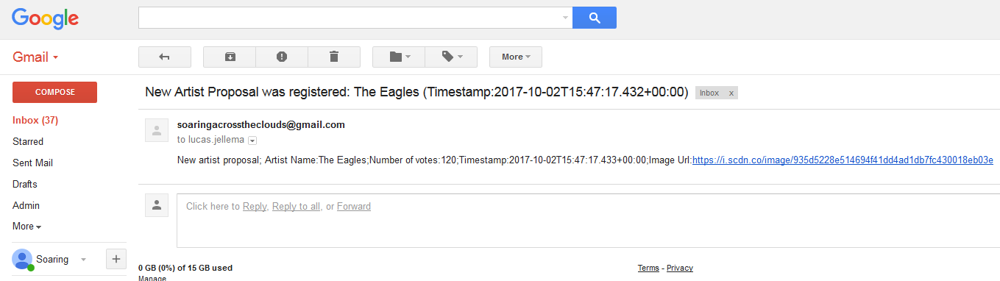 Google
Gmail
More
COMPOSE
New Artist Proposal was registered: The Eagles (Timestamp:2017-10-02T15:47:17.432+00:00) Inbox x
Inbox (37)
Starred
Sent Mail
Drafts
Admin
More
Soaring
+
soaringacrosstheclouds@gmail.com
to lucas.jellema
New artist proposal; Artist Name:The Eagles;Number of votes:120;Timestamp:2017-10-02T15:47:17.433+00:00;Image Url:https://i.scdn.co/image/935d5228e514694f41dd4ad1db7fc430018eb03e
Click here to Reply, Reply to all, or Forward
0 GB (0%) of 15 GB used
Manage
Terms - Privacy